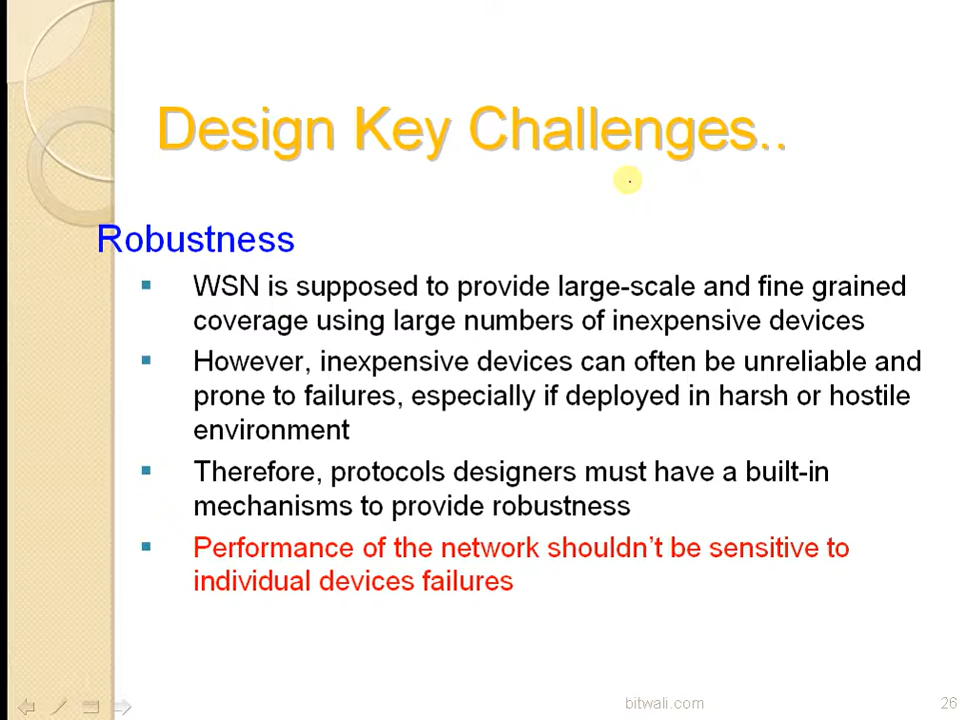 Design Key Challenges..
Robustness
WSN is supposed to provide large-scale and fine grained
coverage using large numbers of inexpensive devices
However, inexpensive devices can often be unreliable and
prone to failures, especially if deployed in harsh or hostile
environment
Therefore, protocols designers must have a built-in
mechanisms to provide robustness
Performance of the network shouldn't be sensitive to
individual devices failures
bitwali.com
26